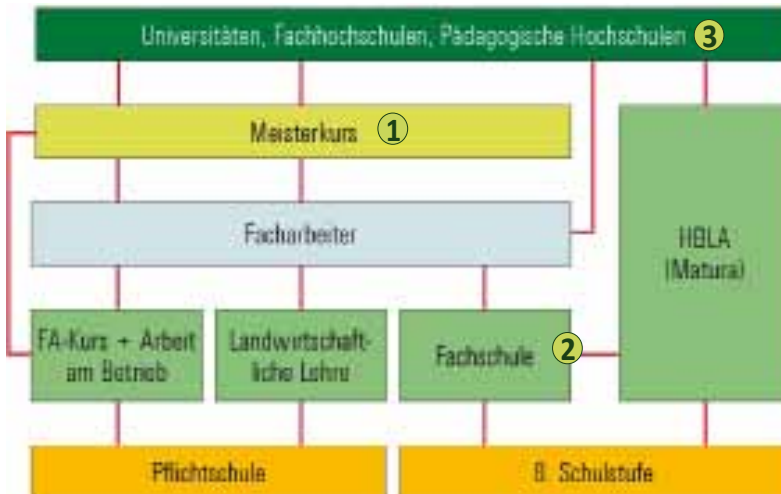 Universitäten, Fachhochschulen, Pädagogische Hochschulen 3
Meisterkurs 1
Facharbeiter
HBLA
(Matura)
FA-Kurs + Arbeit
am Betrieb
Landwirtschaft-
liche Lehre
Fachschule 2
Pflichtschule
8. Schulstufe